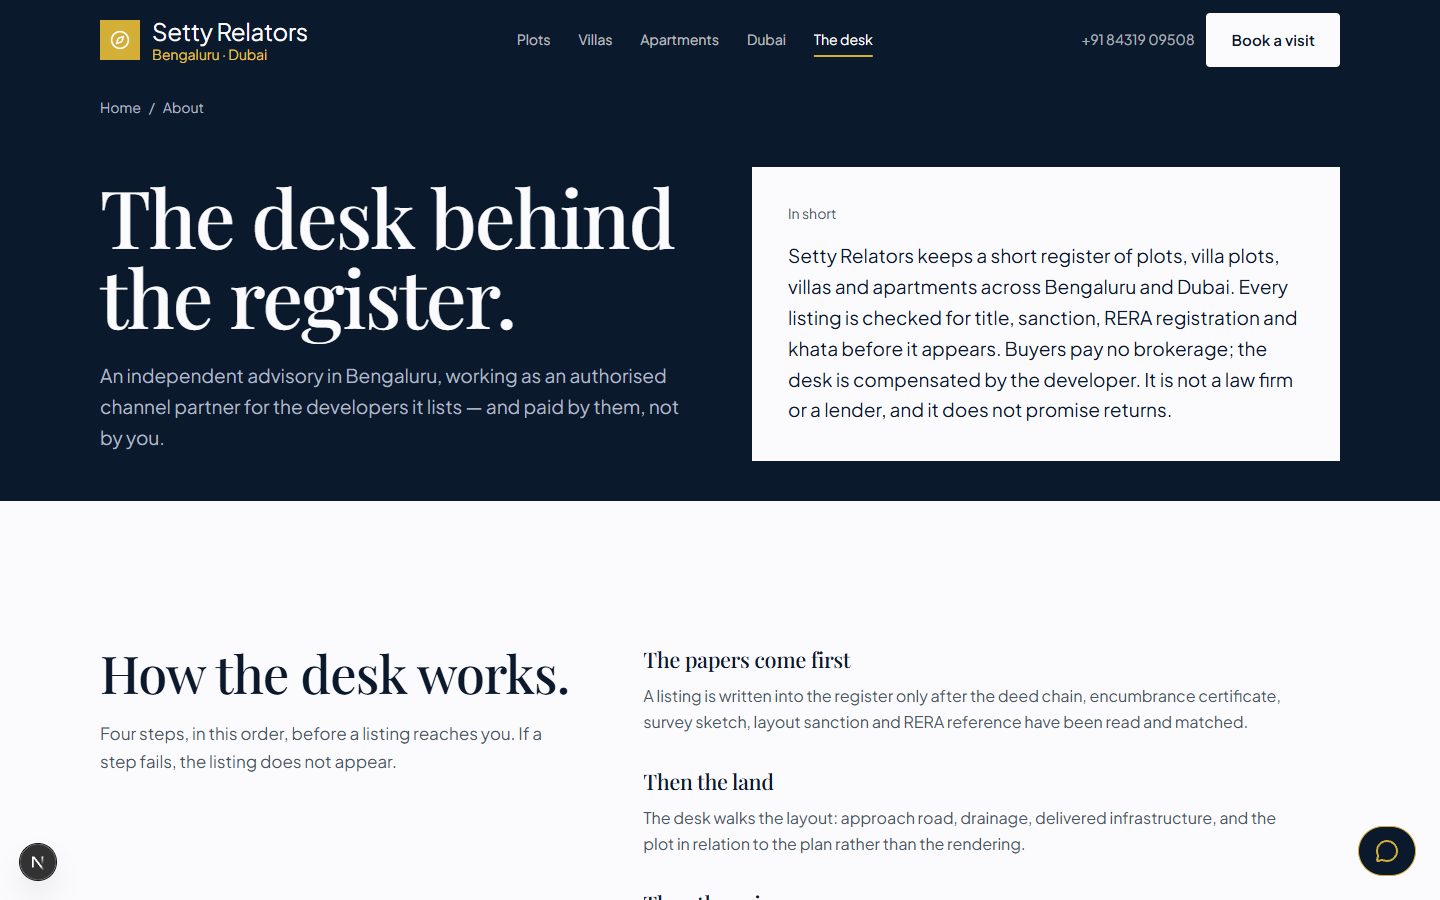 Setty Relators
Bengaluru · Dubai
Plots
Villas
Apartments
Dubai
The desk
+91 84319 09508
Book a visit
Home / About
The desk behind
the register.
An independent advisory in Bengaluru, working as an authorised
channel partner for the developers it lists — and paid by them, not
by you.
In short
Setty Relators keeps a short register of plots, villa plots,
villas and apartments across Bengaluru and Dubai. Every
listing is checked for title, sanction, RERA registration and
khata before it appears. Buyers pay no brokerage; the
desk is compensated by the developer. It is not a law firm
or a lender, and it does not promise returns.
How the desk works.
Four steps, in this order, before a listing reaches you. If a
step fails, the listing does not appear.
The papers come first
A listing is written into the register only after the deed chain, encumbrance certificate,
survey sketch, layout sanction and RERA reference have been read and matched.
Then the land
The desk walks the layout: approach road, drainage, delivered infrastructure, and the
plot in relation to the plan rather than the rendering.
N